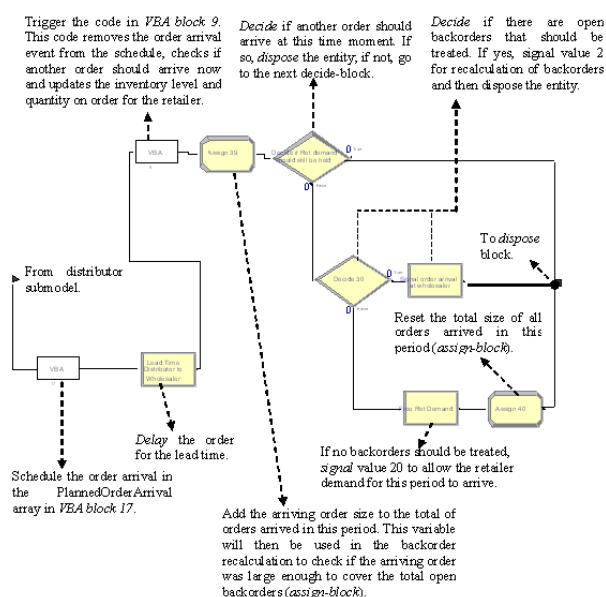 Trigger the code in VBA block 9.
This code removes the order arrival
event from the schedule, checks if
another order should arrive now
and updates the inventory level and
quantity on order for the retailer.
Decide if another order should
arrive at this time moment. If
so, dispose the entity; if not, go
to the next decide-block.
Decide if there are open
backorders that should be
treated. If yes, signal value 2
for recalculation of backorders
and then dispose the entity.
VBA
Assign 39
0 True
0 False
From distributor
submodel.
Decide 30
0 True
0 False
Signal order arrival
at wholesaler
To dispose
block.
Reset the total size of all
orders arrived in this
period (assign-block).
VBA
Lead Time
Distributor to
Wholesaler
Ret Demand
Assign 40
Delay the order
for the lead time.
If no backorders should be treated,
signal value 20 to allow the retailer
demand for this period to arrive.
Schedule the order arrival in
the PlannedOrderArrival
array in VBA block 17.
Add the arriving order size to the total of
orders arrived in this period. This variable
will then be used in the backorder
recalculation to check if the arriving order
was large enough to cover the total open
backorders (assign-block).